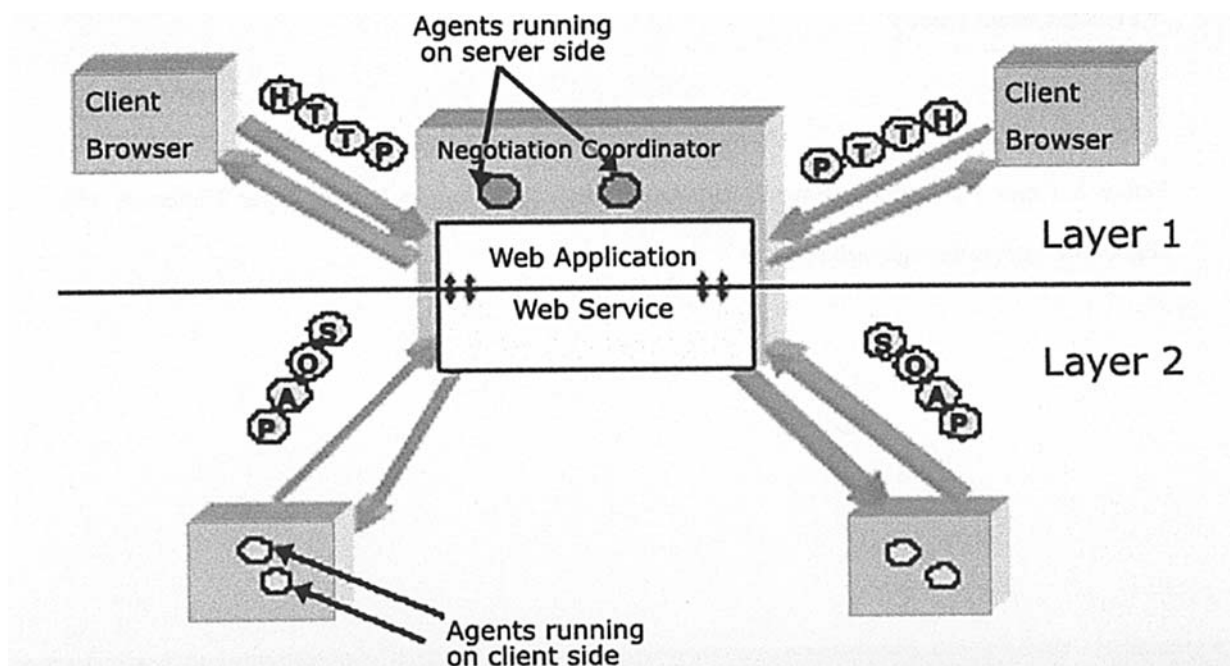 Agents running
on server side
Client
Browser
HTTP
Negotiation Coordinator
HTTP
Client
Browser
Web Application
Layer 1
Web Service
Layer 2
SOAP
SOAP
Agents running
on client side